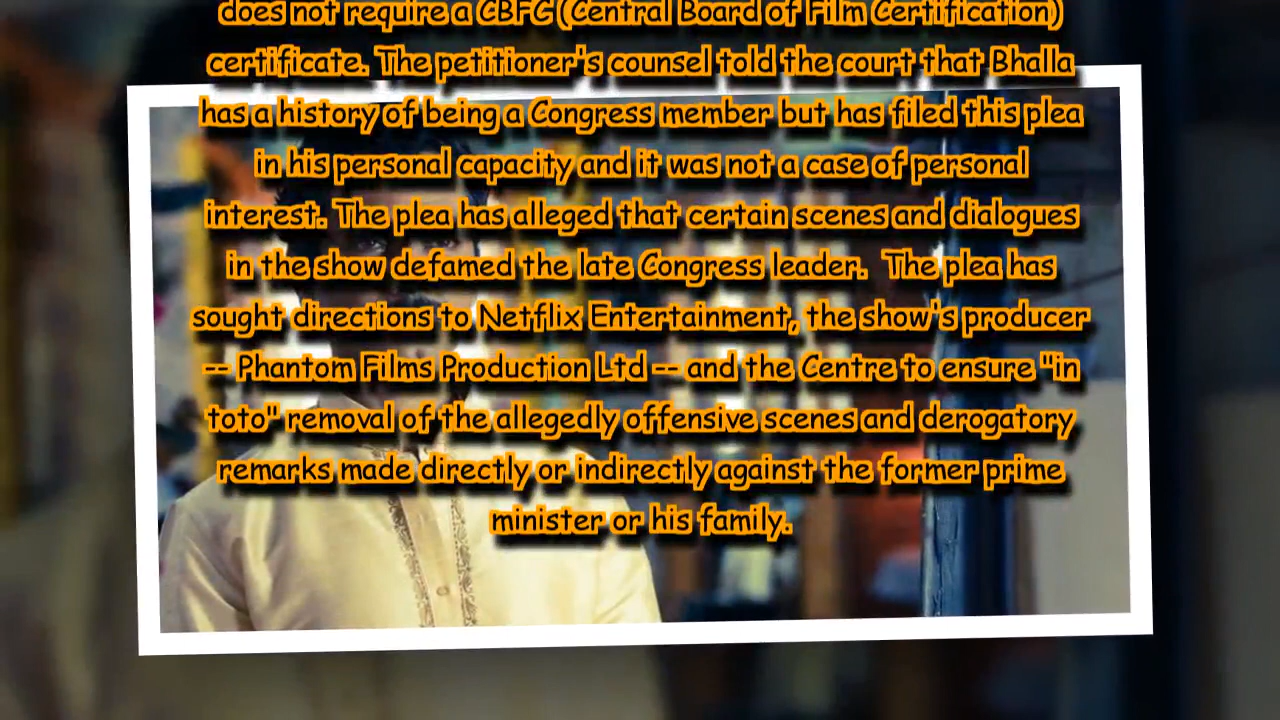 does not require a CBFC (Central Board of Film Certification)
certificate. The petitioner's counsel told the court that Bhalla
has a history of being a Congress member but has filed this plea
in his personal capacity and it was not a case of personal
interest. The plea has alleged that certain scenes and dialogues
in the show defamed the late Congress leader.  The plea has
sought directions to Netflix Entertainment, the show's producer
-- Phantom Films Production Ltd -- and the Centre to ensure "in
toto" removal of the allegedly offensive scenes and derogatory
remarks made directly or indirectly against the former prime
minister or his family.